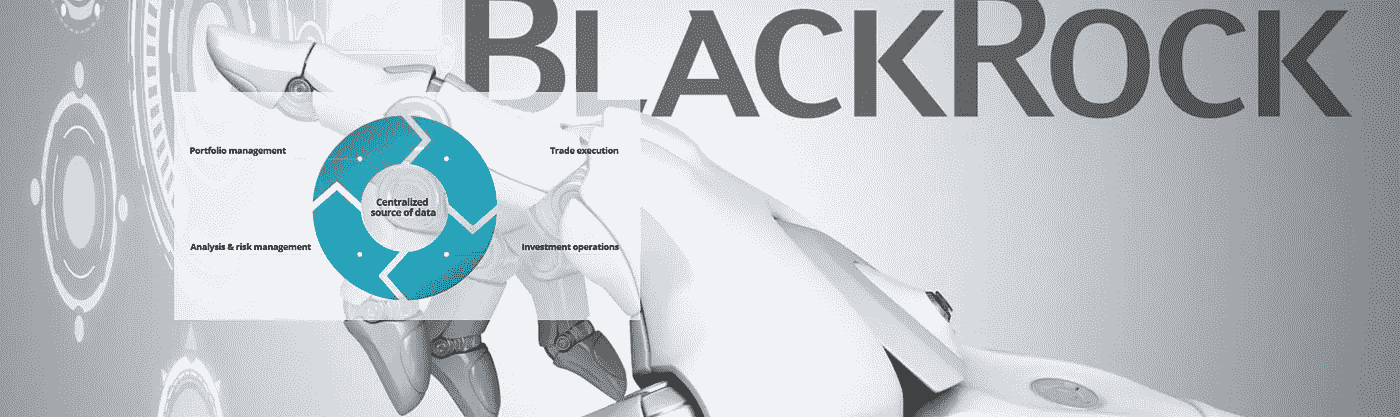 BLACKROCK
Portfolio management
Trade execution
Centralized
source of data
Analysis & risk management
Investment operations